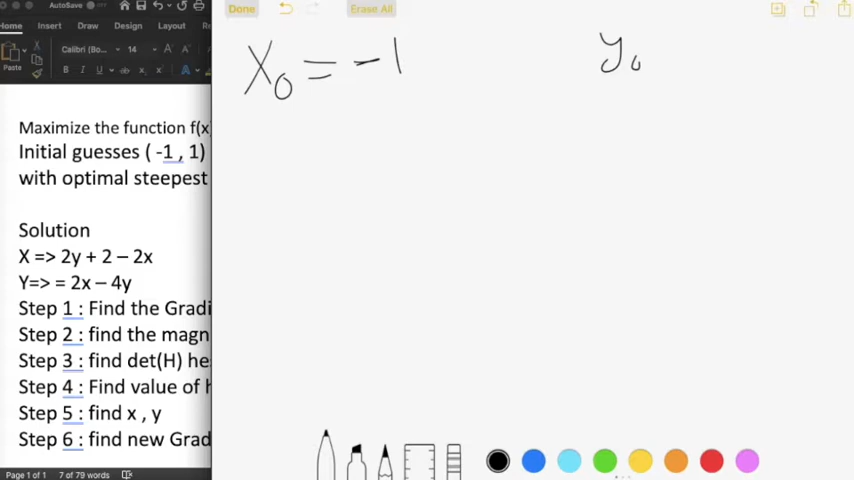 AutoSave
Done
Erase All
Home Insert Draw Design Layout
Paste
Calibri (Bo... 14
Maximize the function f(x
Initial guesses ( -1 , 1)
with optimal steepest
Solution
X => 2y + 2 – 2x
Y=> = 2x – 4y
Step 1 : Find the Gradi
Step 2 : find the magn
Step 3 : find det(H) hes
Step 4 : Find value of h
Step 5 : find x , y
Step 6 : find new Grad
Page 1 of 1 7 of 79 words
X₀ = -1 y₀